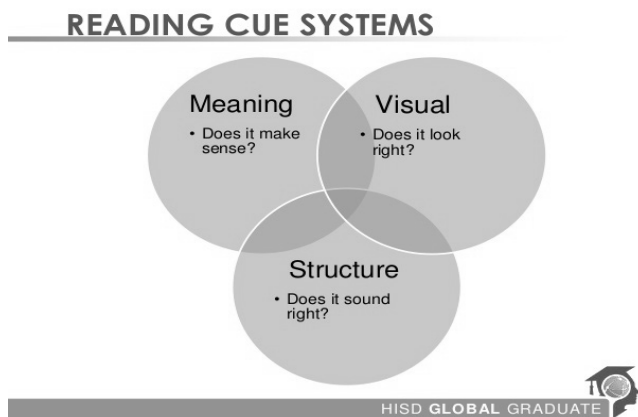 READING CUE SYSTEMS
Meaning
• Does it make
sense?
Visual
• Does it look
right?
Structure
• Does it sound
right?
HISD GLOBAL GRADUATE